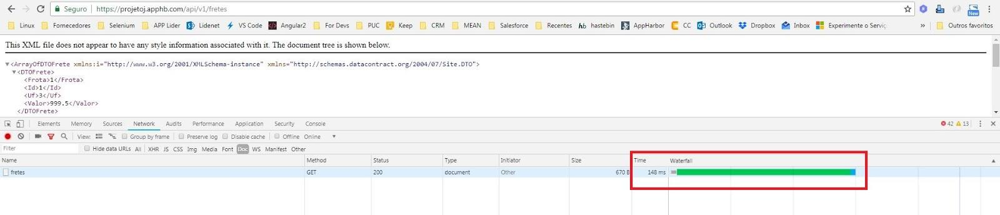 Seguro https://projetoj.apphb.com/api/v1/fretes
New
Linux Fornecedores Selenium APP Lider Lidenet VS Code Angular2 For Devs PUC Keep CRM MEAN Salesforce Recentes hb hastebin AppHarbor CC Outlook Dropbox Inbox Experimente o Serviç » Outros favoritos
This XML file does not appear to have any style information associated with it. The document tree is shown below.
▼<ArrayOfDTOFrete xmlns:i="http://www.w3.org/2001/XMLSchema-instance" xmlns="http://schemas.datacontract.org/2004/07/Site.DTO">
▼<DTOFrete>
<Frota>1</Frota>
<Id>1</Id>
<Uf>3</Uf>
<Valor>999.5</Valor>
</DTOFrete>
Elements Memory Sources Network Audits Performance Application Security Console 42 13
View: Group by frame Preserve log Disable cache Offline Online
Filter Hide data URLs All XHR JS CSS Img Media Font Doc WS Manifest Other
Name Method Status Type Initiator Size Time Waterfall
fretes GET 200 document Other 670 B 148 ms